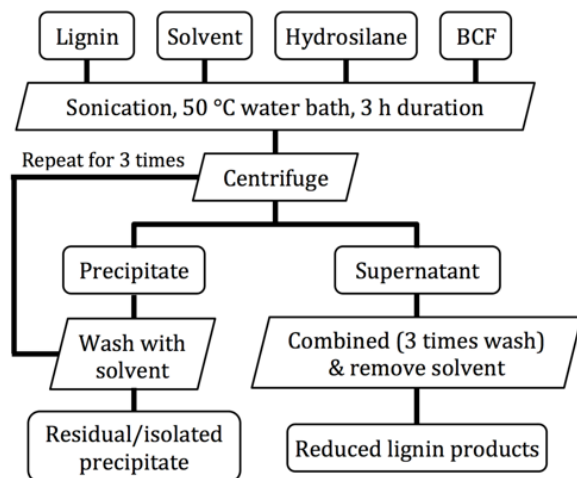 Lignin
Solvent
Hydrosilane
BCF
Sonication, 50 °C water bath, 3 h duration
Repeat for 3 times
Centrifuge
Precipitate
Supernatant
Wash with
solvent
Combined (3 times wash)
& remove solvent
Residual/isolated
precipitate
Reduced lignin products